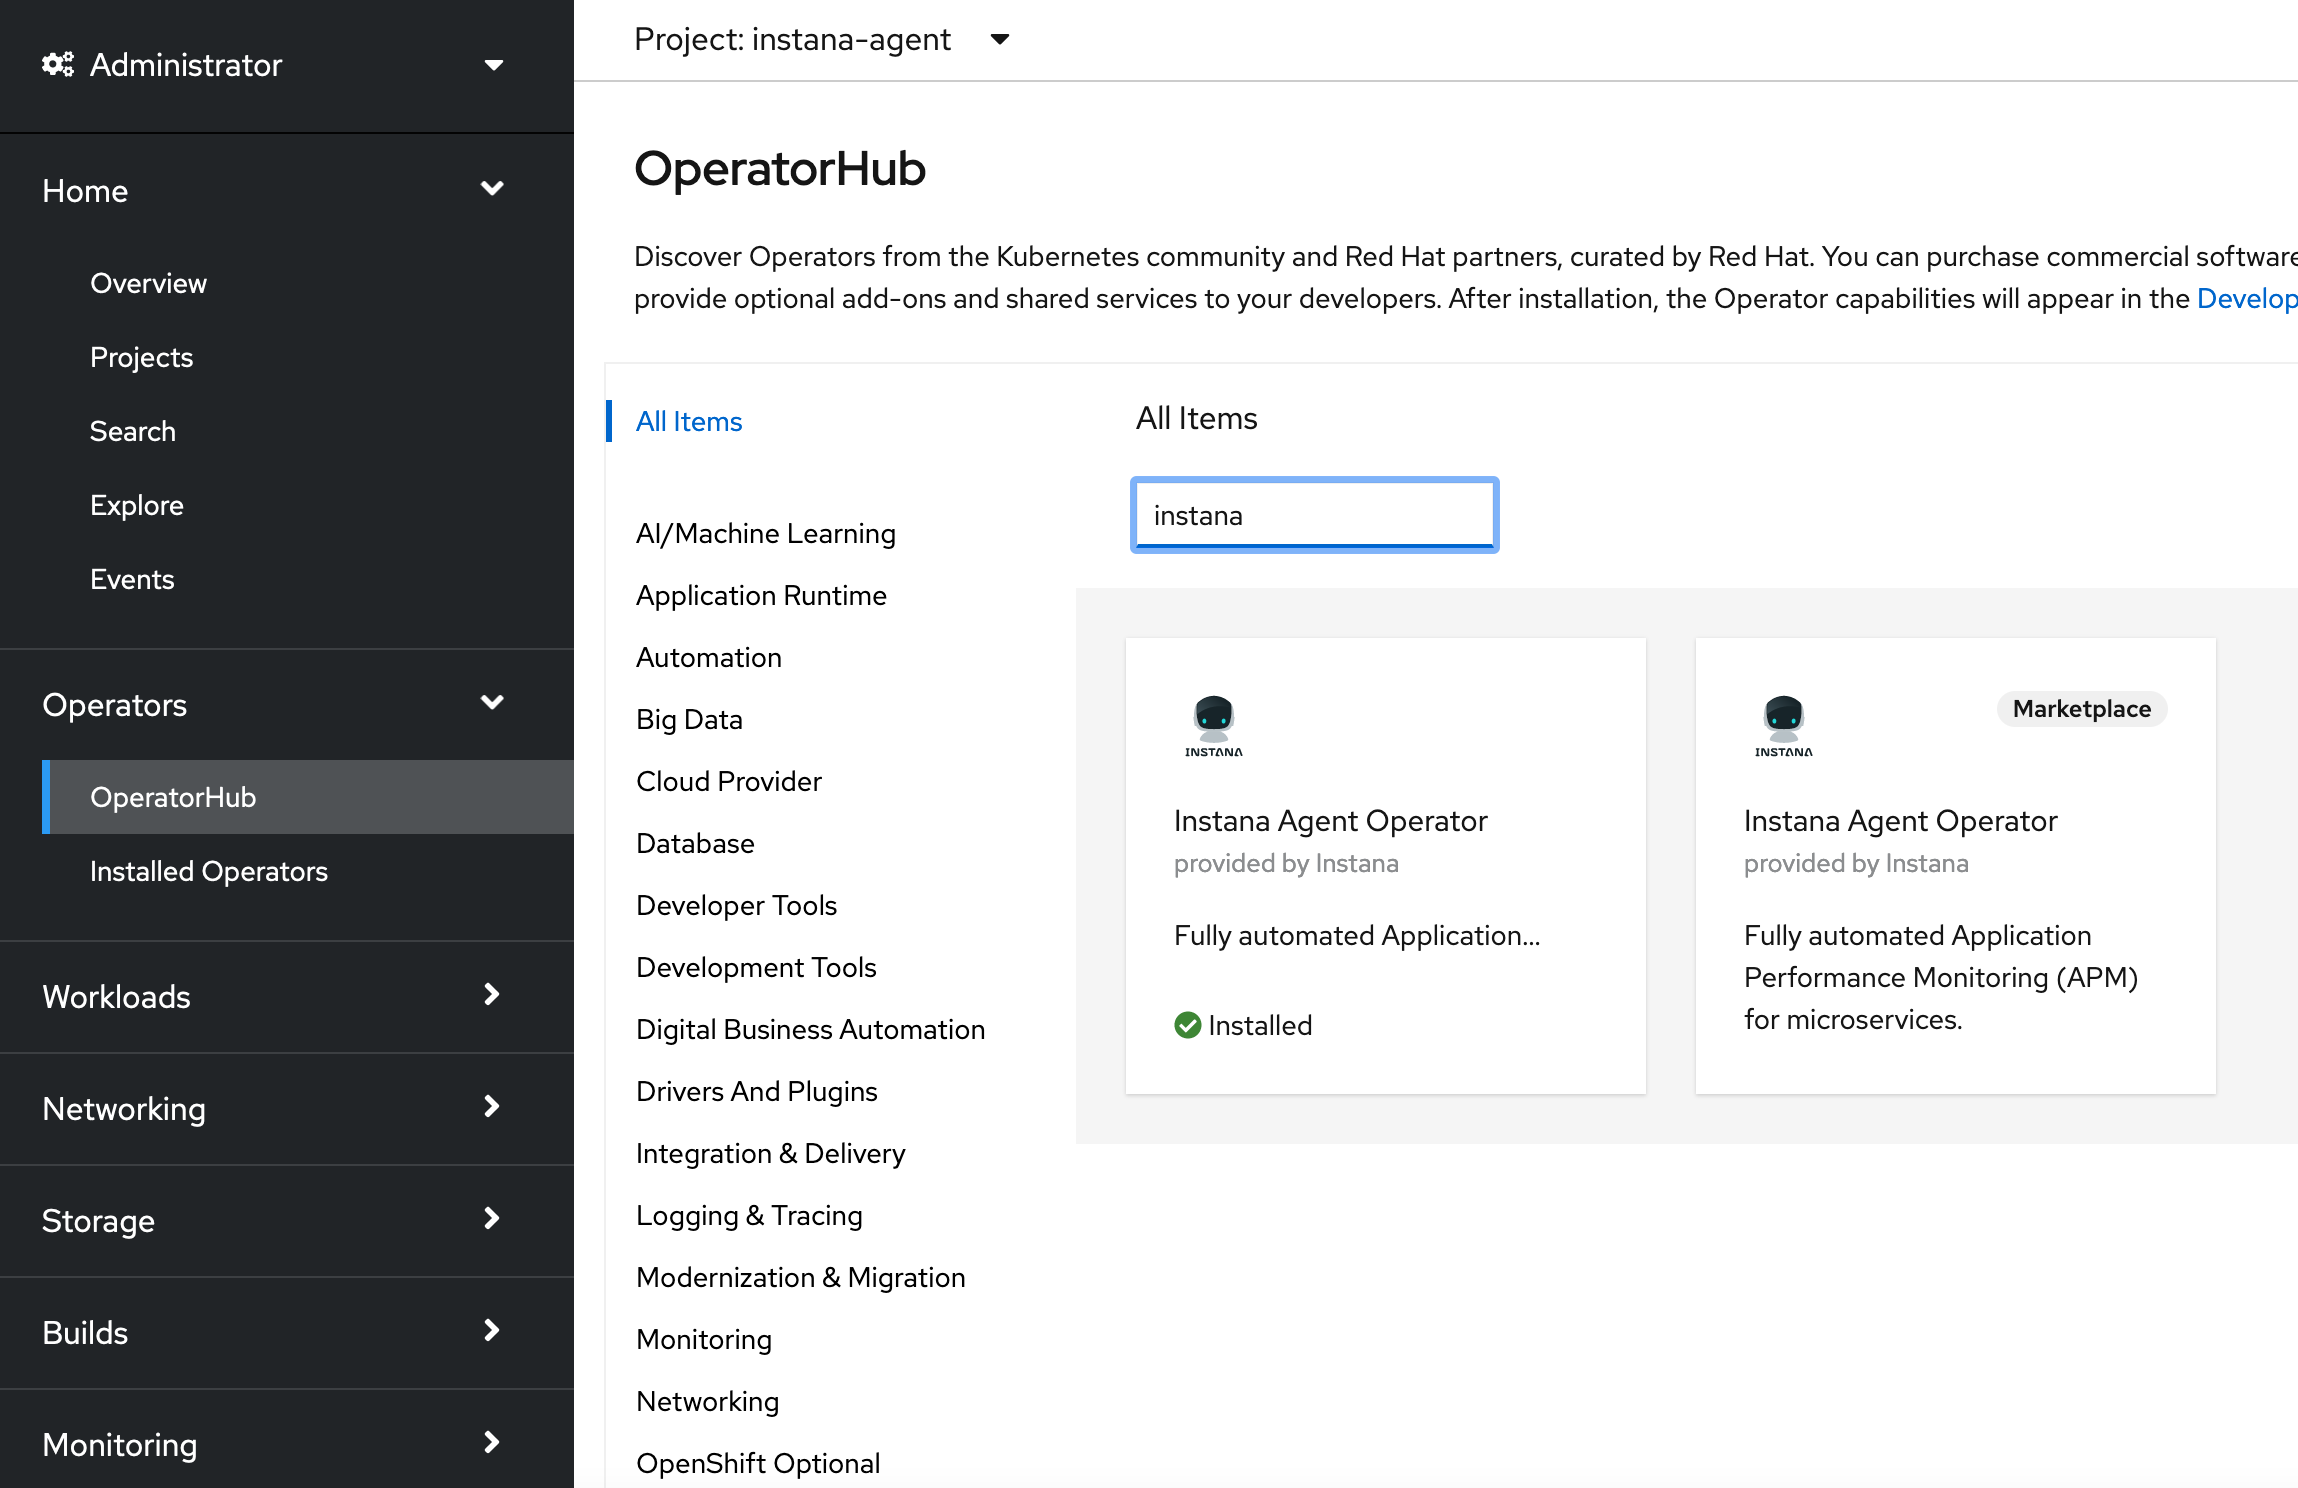 Administrator
Home
Overview
Projects
Search
Explore
Events
Operators
OperatorHub
Installed Operators
Workloads
Networking
Storage
Builds
Monitoring
Project: instana-agent
OperatorHub
Discover Operators from the Kubernetes community and Red Hat partners, curated by Red Hat. You can purchase commercial software
provide optional add-ons and shared services to your developers. After installation, the Operator capabilities will appear in the Develop
All Items
AI/Machine Learning
Application Runtime
Automation
Big Data
Cloud Provider
Database
Developer Tools
Development Tools
Digital Business Automation
Drivers And Plugins
Integration & Delivery
Logging & Tracing
Modernization & Migration
Monitoring
Networking
OpenShift Optional
All Items
instana
INSTANA
Instana Agent Operator
provided by Instana
Fully automated Application...
Installed
INSTANA
Marketplace
Instana Agent Operator
provided by Instana
Fully automated Application
Performance Monitoring (APM)
for microservices.